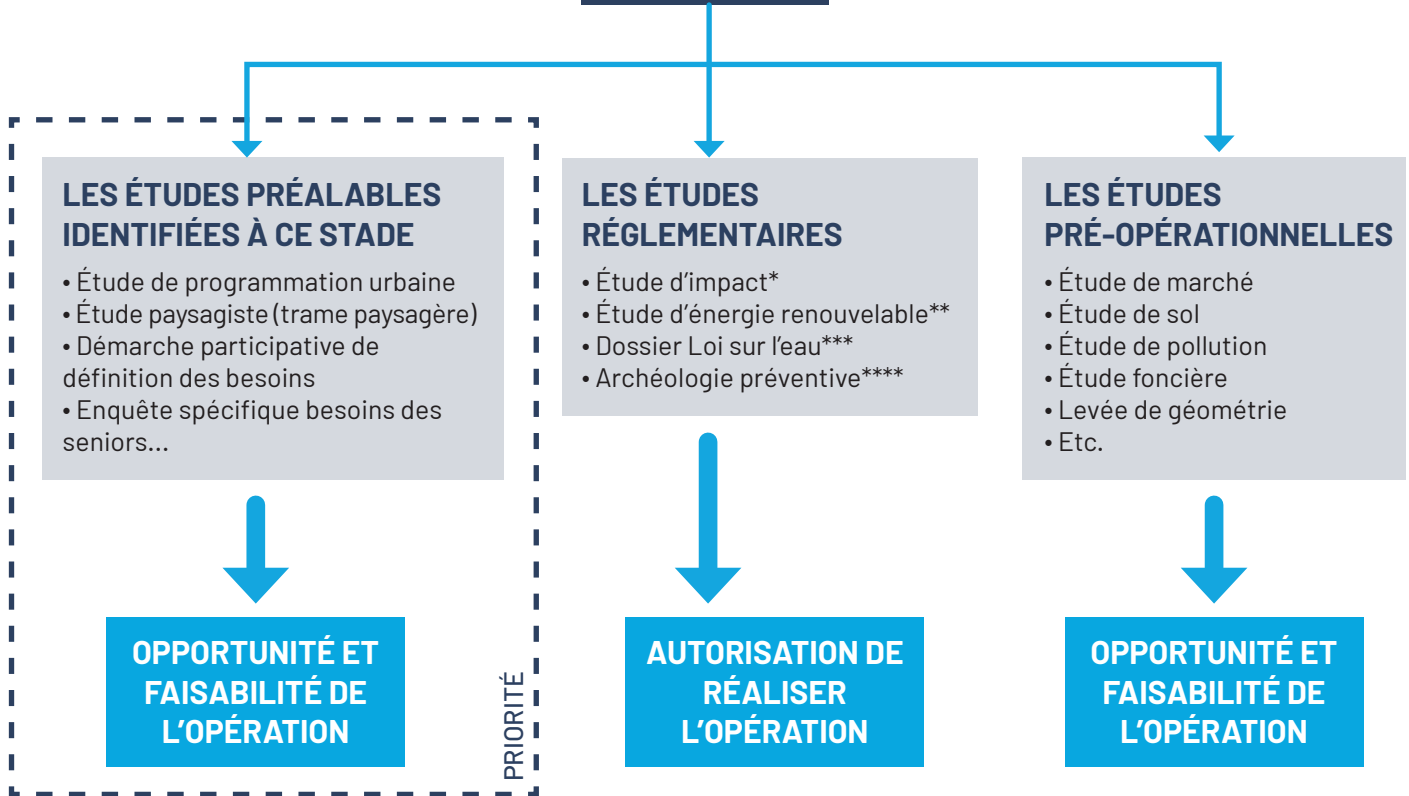 LES ÉTUDES PRÉALABLES
IDENTIFIÉES À CE STADE
• Étude de programmation urbaine
• Étude paysagiste (trame paysagère)
• Démarche participative de
définition des besoins
• Enquête spécifique besoins des
seniors...
OPPORTUNITÉ ET
FAISABILITÉ DE
L’OPÉRATION
PRIORITÉ
LES ÉTUDES
RÉGLEMENTAIRES
• Étude d’impact*
• Étude d’énergie renouvelable**
• Dossier Loi sur l’eau***
• Archéologie préventive****
AUTORISATION DE
RÉALISER
L’OPÉRATION
LES ÉTUDES
PRÉ-OPÉRATIONNELLES
• Étude de marché
• Étude de sol
• Étude de pollution
• Étude foncière
• Levée de géométrie
• Etc.
OPPORTUNITÉ ET
FAISABILITÉ DE
L’OPÉRATION